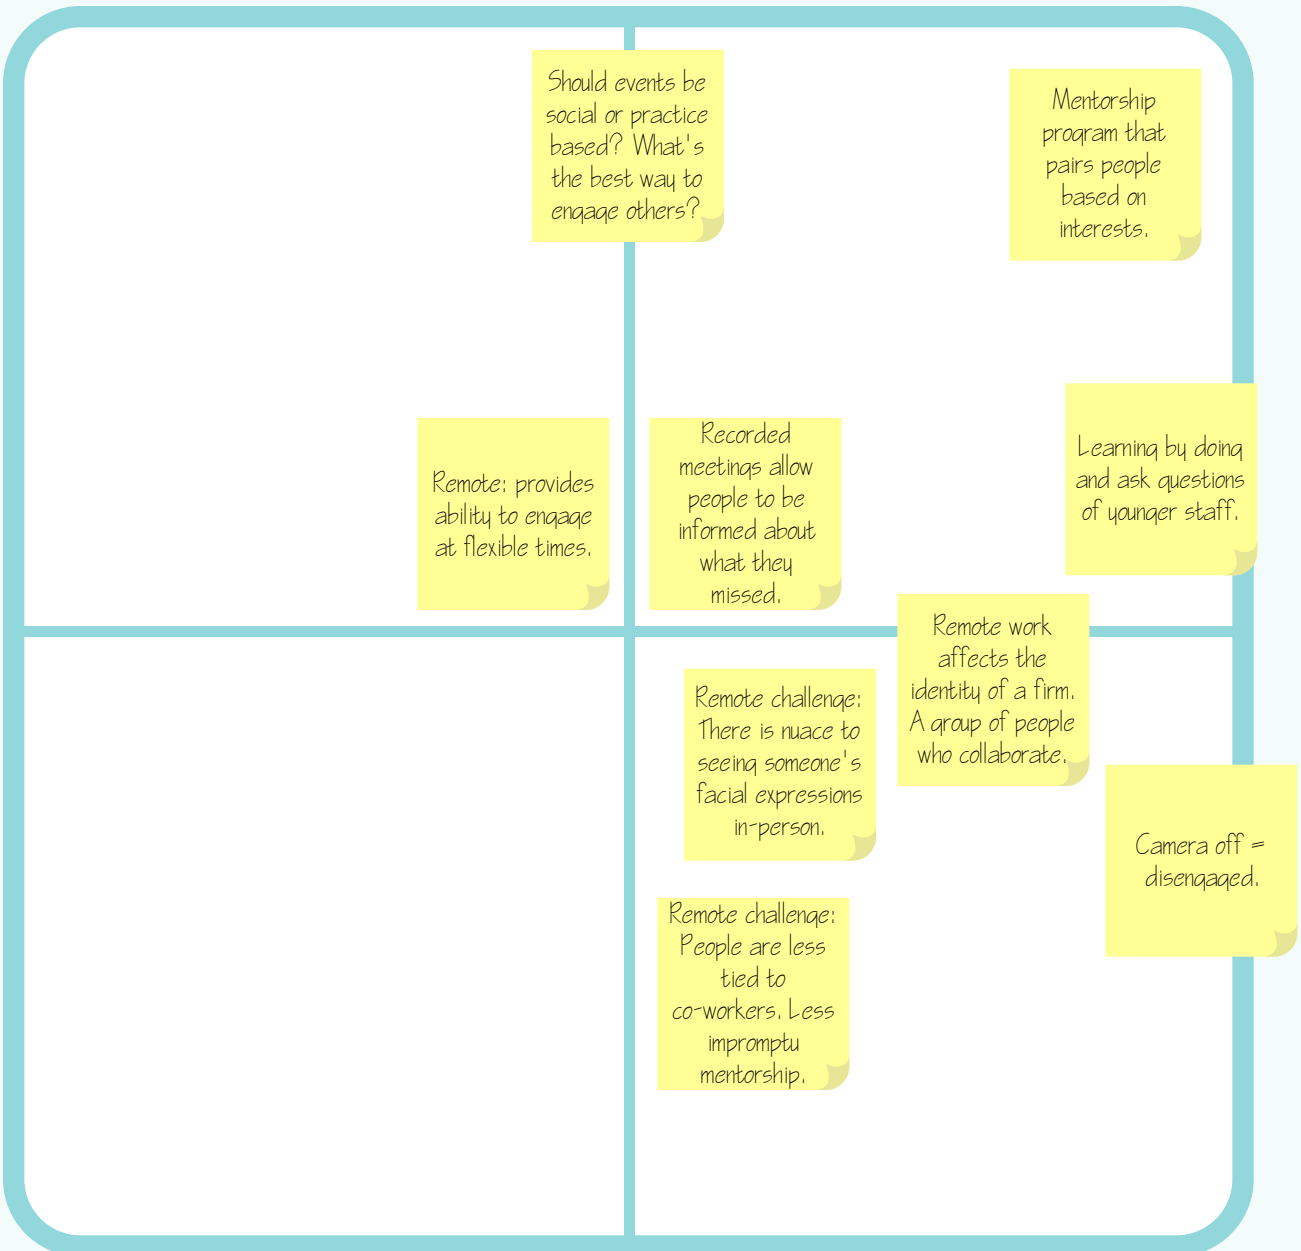 Should events be
social or practice
based? What's
the best way to
engage others?
Mentorship
program that
pairs people
based on
interests.
Remote: provides
ability to engage
at flexible times.
Recorded
meetings allow
people to be
informed about
what they
missed.
Learning by doing
and ask questions
of younger staff.
Remote work
affects the
identity of a firm.
A group of people
who collaborate.
Remote challenge:
There is nuace to
seeing someone's
facial expressions
in-person.
Camera off =
disengaged.
Remote challenge:
People are less
tied to
co-workers. Less
impromptu
mentorship.